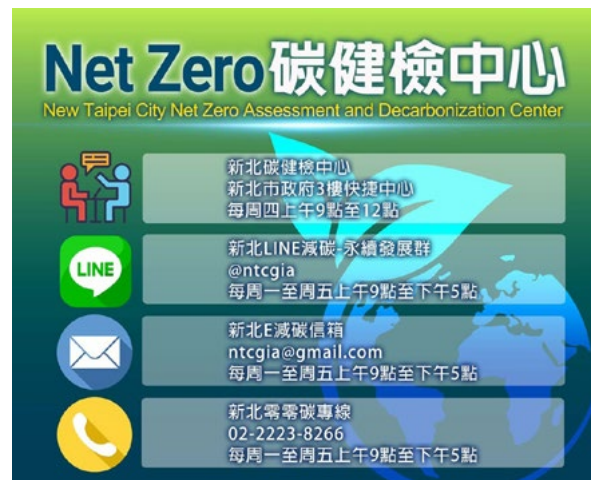 Net Zero碳健檢中心
New Taipei City Net Zero Assessment and Decarbonization Center
新北碳健檢中心
新北市政府3樓快捷中心
每周四上午9點至12點
LINE
新北LINE減碳-永續發展群
@ntcgia
每周一至周五上午9點至下午5點
新北E減碳信箱
ntcgia@gmail.com
每周一至周五上午9點至下午5點
新北零零碳專線
02-2223-8266
每周一至周五上午9點至下午5點